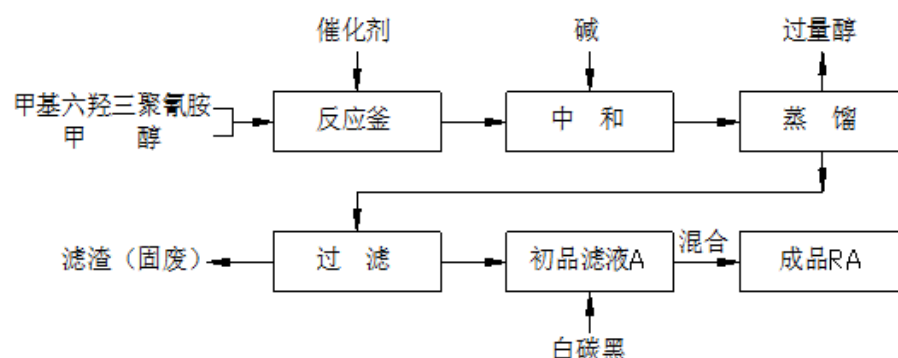 催化剂
碱
过量醇
甲基六羟三聚氰胺
甲 醇
反应釜
中 和
蒸 馏
滤渣（固废）
过 滤
初品滤液A
混合
成品RA
白碳黑